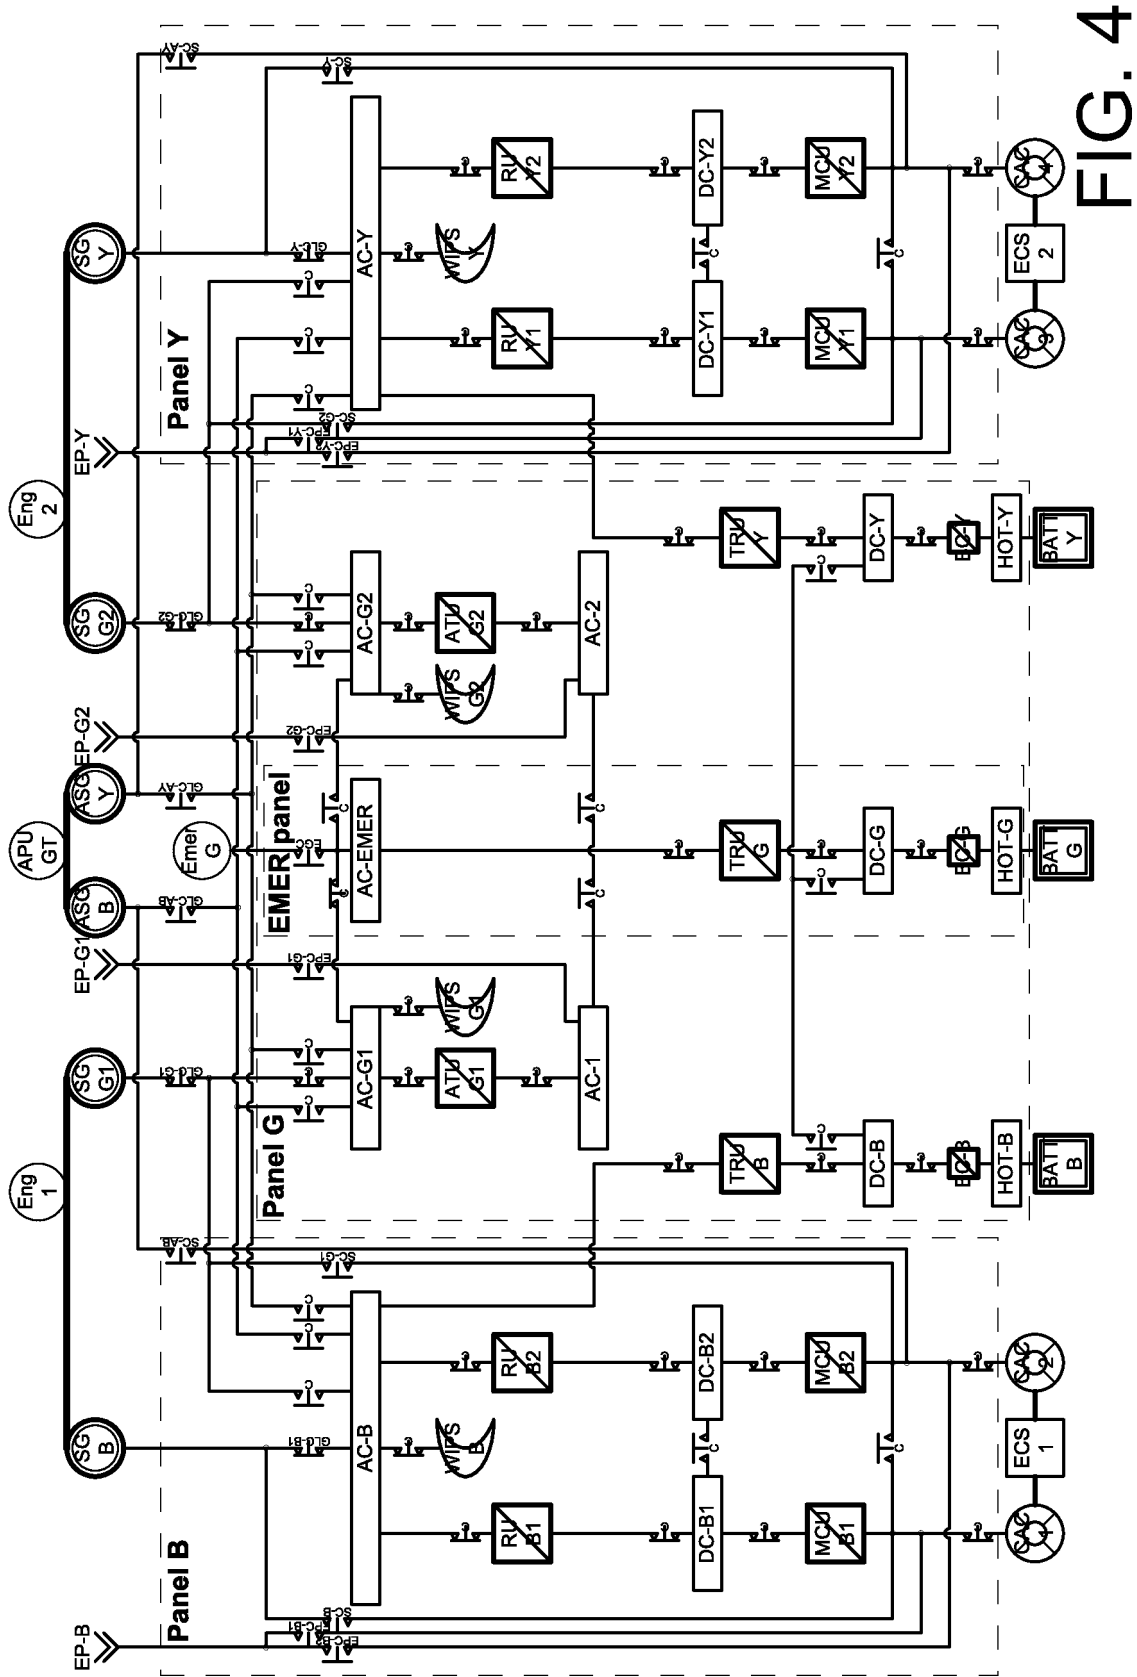 FIG. 4
Eng
1
APU
GT
Eng
2
EP-B
SG
B
SG
G1
EP-G1
ASG
B
ASG
Y
EP-G2
SG
G2
EP-Y
SG
Y
SC-AB
GLC-G1
GLC-AB
Emer
G
GLC-AY
GLC-G2
SC-AY
Panel B
Panel G
EMER panel
Panel Y
EPC-B1
EPC-B2
SC-B
GLC-B1
C
C
C
SC-G1
C
C
C
EPC-G1
EGC
EPC-G2
C
C
C
EPC-Y1
EPC-Y2
SC-G2
C
C
C
GLC-Y
SC-Y
C
C
AC-B
AC-G1
AC-EMER
AC-G2
AC-Y
C
C
C
C
C
C
WIPS
B
ATU
G1
WIPS
G1
WIPS
G2
ATU
G2
WIPS
Y
C
C
C
C
RU
B1
RU
B2
RU
Y1
RU
Y2
C
C
C
C
AC-1
AC-2
C
C
C
C
C
C
C
DC-B1
C
DC-B2
TRU
B
TRU
G
TRU
Y
DC-Y1
C
DC-Y2
C
C
C
C
C
C
C
C
C
C
MCU
B1
MCU
B2
MCU
Y1
MCU
Y2
DC-B
DC-G
DC-Y
C
C
C
C
C
BC-B
BC-G
BC-Y
C
C
C
C
HOT-B
HOT-G
HOT-Y
CAC
1
ECS
1
CAC
2
BATT
B
BATT
G
BATT
Y
CAC
3
ECS
2
CAC
4